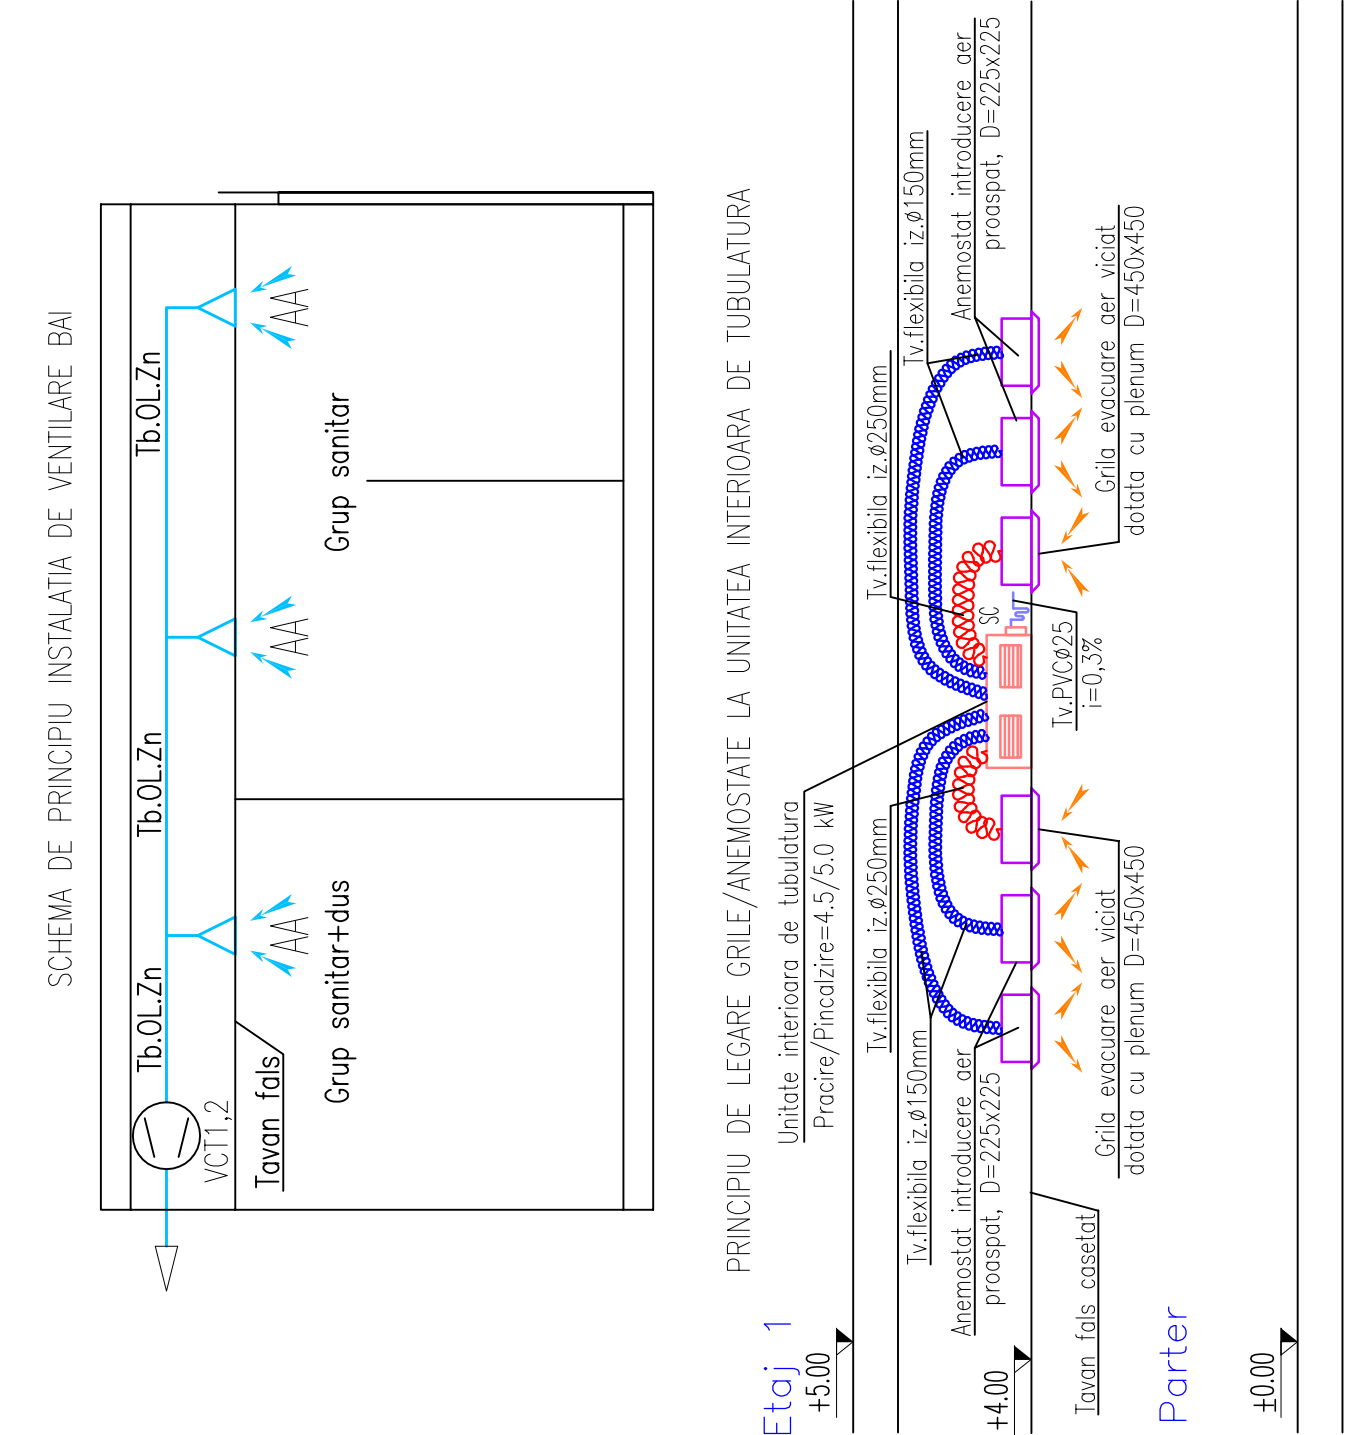 SCHEMA DE PRINCIPIU INSTALATIA DE VENTILARE BAI
Tb.OL.Zn
Tb.OL.Zn
Tb.OL.Zn
VCT1,2
AA
AA
AA
Tavan fals
Grup sanitar+dus
Grup sanitar
PRINCIPIU DE LEGARE GRILE/ANEMOSTATE LA UNITATEA INTERIOARA DE TUBULATURA
Etaj 1
+5.00
Unitate interioara de tubulatura
Pracire/Pincalzire=4.5/5.0 kW
Tv.flexibila iz.ø250mm
Tv.flexibila iz.ø250mm
Tv.flexibila iz.ø150mm
Tv.flexibila iz.ø150mm
Anemostat introducere aer
proaspat, D=225x225
Anemostat introducere aer
proaspat, D=225x225
SC
+4.00
Tv.PVCø25
i=0,3%
Tavan fals casetat
Grila evacuare aer viciat
dotata cu plenum D=450x450
Grila evacuare aer viciat
dotata cu plenum D=450x450
Parter
±0.00